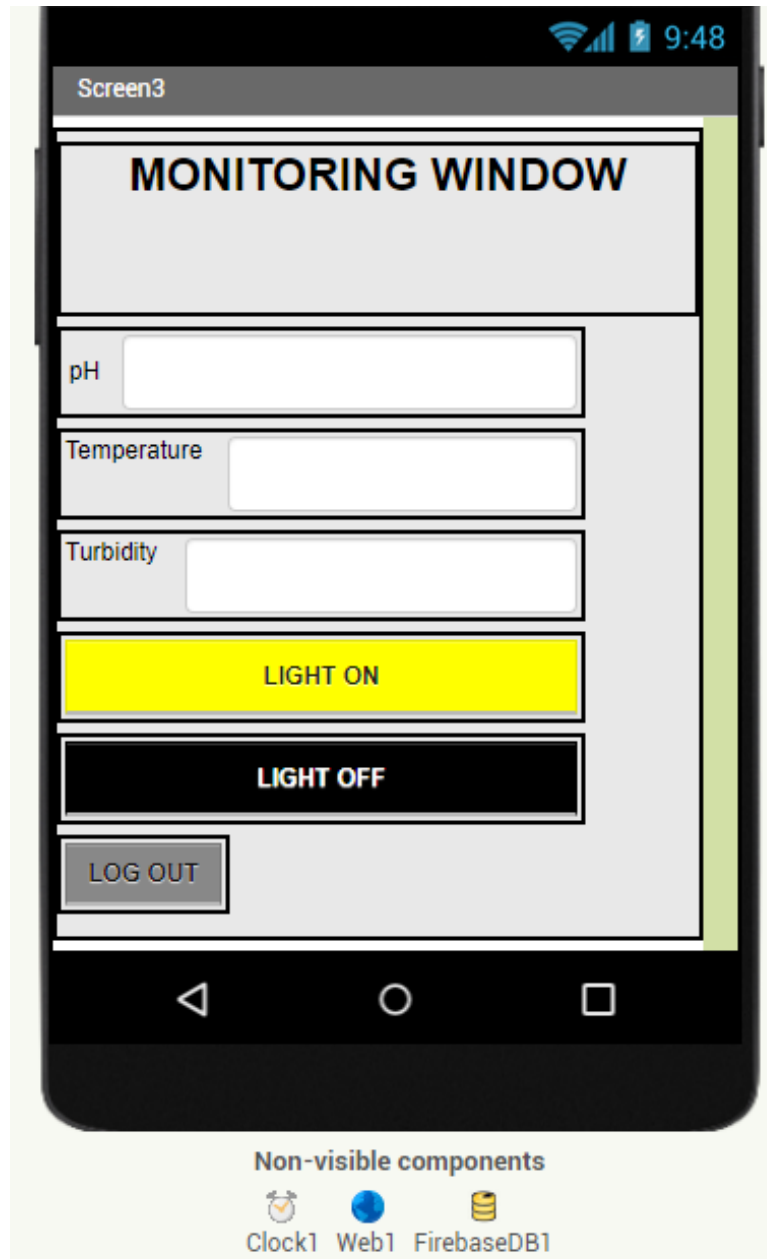 9:48
Screen3
MONITORING WINDOW
pH
Temperature
Turbidity
LIGHT ON
LIGHT OFF
LOG OUT
Non-visible components
Clock1 Web1 FirebaseDB1